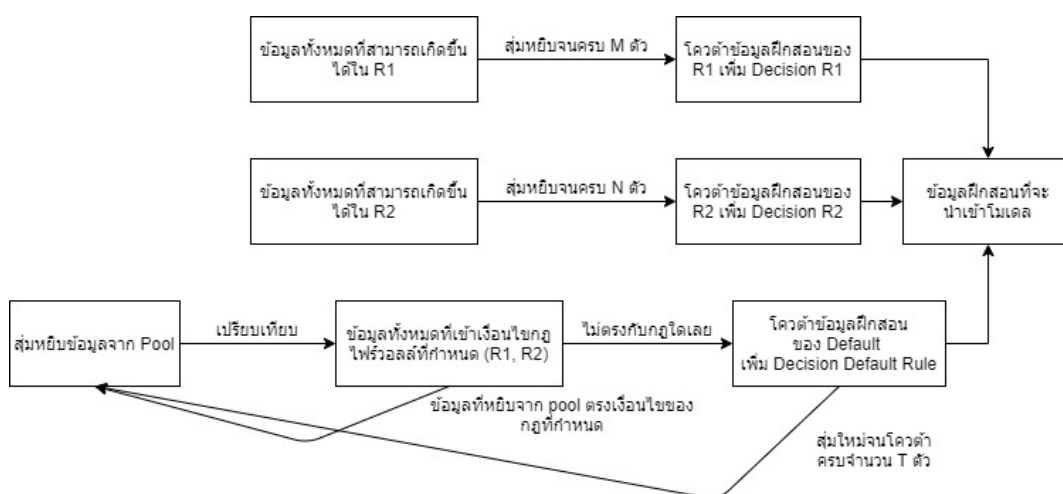 ข้อมูลทั้งหมดที่สามารถเกิดขึ้น
ได้ใน R1
สุ่มหยิบจนครบ M ตัว
โควต้าข้อมูลฝึกสอนของ
R1 เพิ่ม Decision R1
ข้อมูลทั้งหมดที่สามารถเกิดขึ้น
ได้ใน R2
สุ่มหยิบจนครบ N ตัว
โควต้าข้อมูลฝึกสอนของ
R2 เพิ่ม Decision R2
ข้อมูลฝึกสอนที่จะ
นำเข้าโมเดล
สุ่มหยิบข้อมูลจาก Pool
เปรียบเทียบ
ข้อมูลทั้งหมดที่เข้าเงื่อนไขกฎ
ไฟร์วอลล์ที่กำหนด (R1, R2)
ไม่ตรงกับกฎใดเลย
โควต้าข้อมูลฝึกสอน
ของ Default
เพิ่ม Decision Default Rule
ข้อมูลที่หยิบจาก pool ตรงเงื่อนไขของ
กฎที่กำหนด
สุ่มใหม่จนโควต้า
ครบจำนวน T ตัว